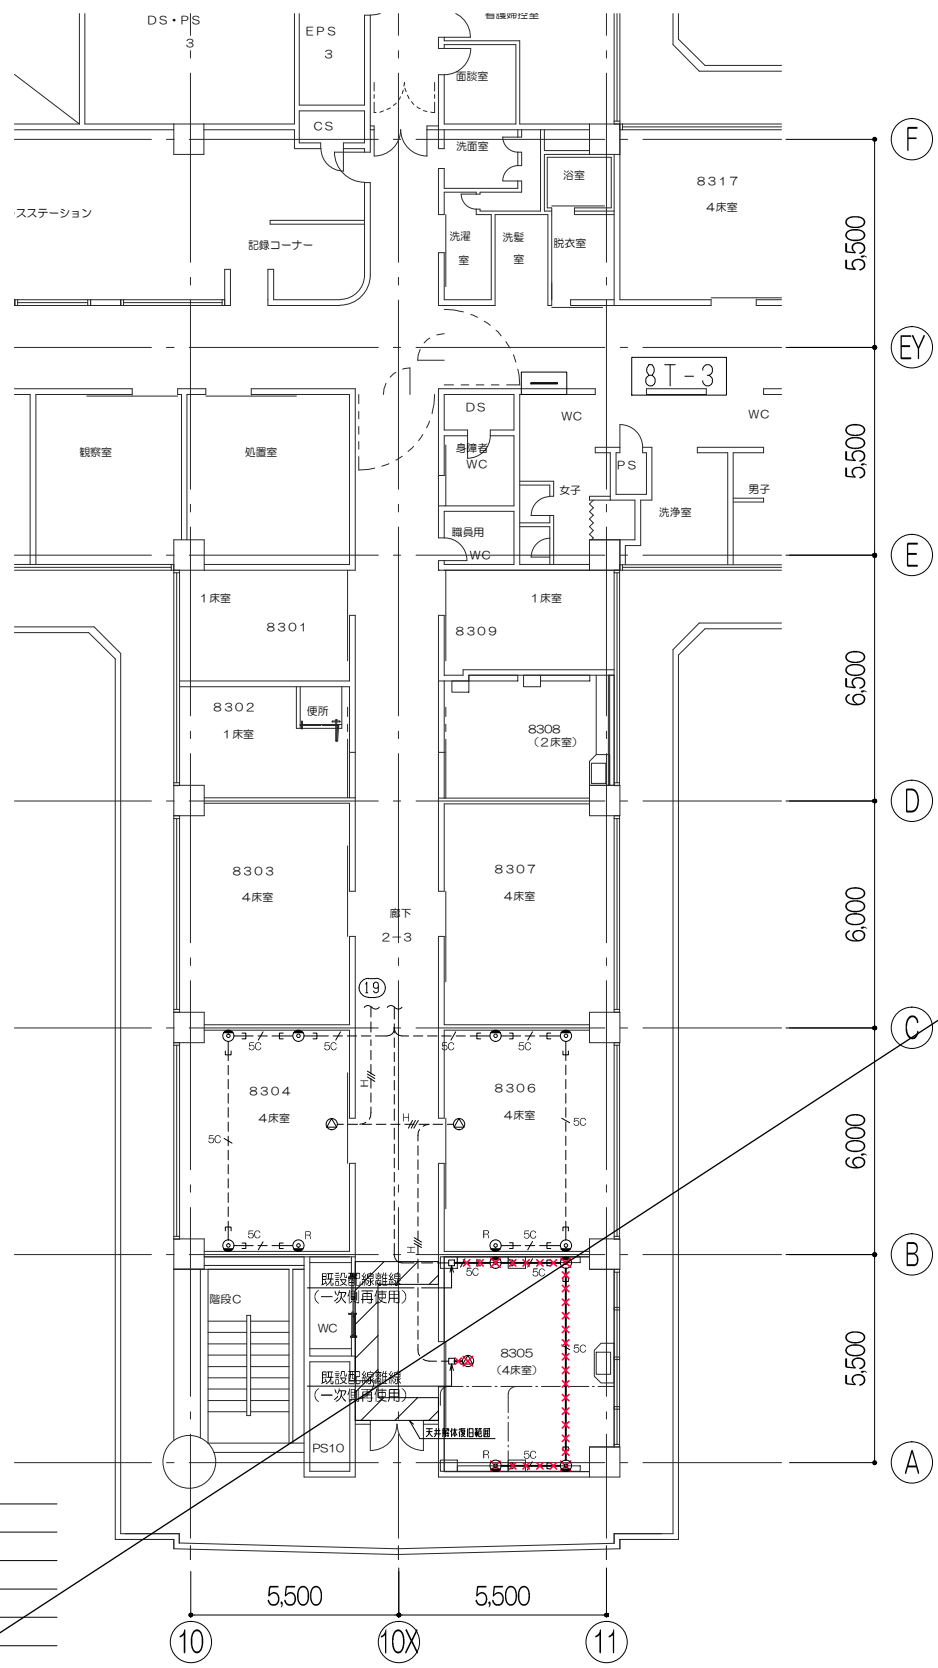 DS・PS
3
EPS
3
看護婦控室
面談室
CS
洗面室
F
浴室
8317
4床室
ースステーション
記録コーナー
洗濯
室
洗髪
室
脱衣室
5,500
EY
8T-3
DS
WC
WC
観察室
処置室
身障者
WC
PS
5,500
女子
男子
洗浄室
職員用
WC
E
1床室
8301
1床室
8309
6,500
8302
1床室
便所
8308
(2床室)
D
8303
4床室
8307
4床室
廊下
2-3
6,000
19
C
5C
5C
5C
5C
8304
4床室
H
8306
4床室
H
5C
5C
6,000
5C
R
R
5C
H
B
既設配線離線
(一次側再使用)
5C
5C
階段C
WC
8305
(4床室)
5C
5,500
既設配線離線
(一次側再使用)
天井解体復旧範囲
PS10
R
5C
A
5,500
5,500
10
10X
11